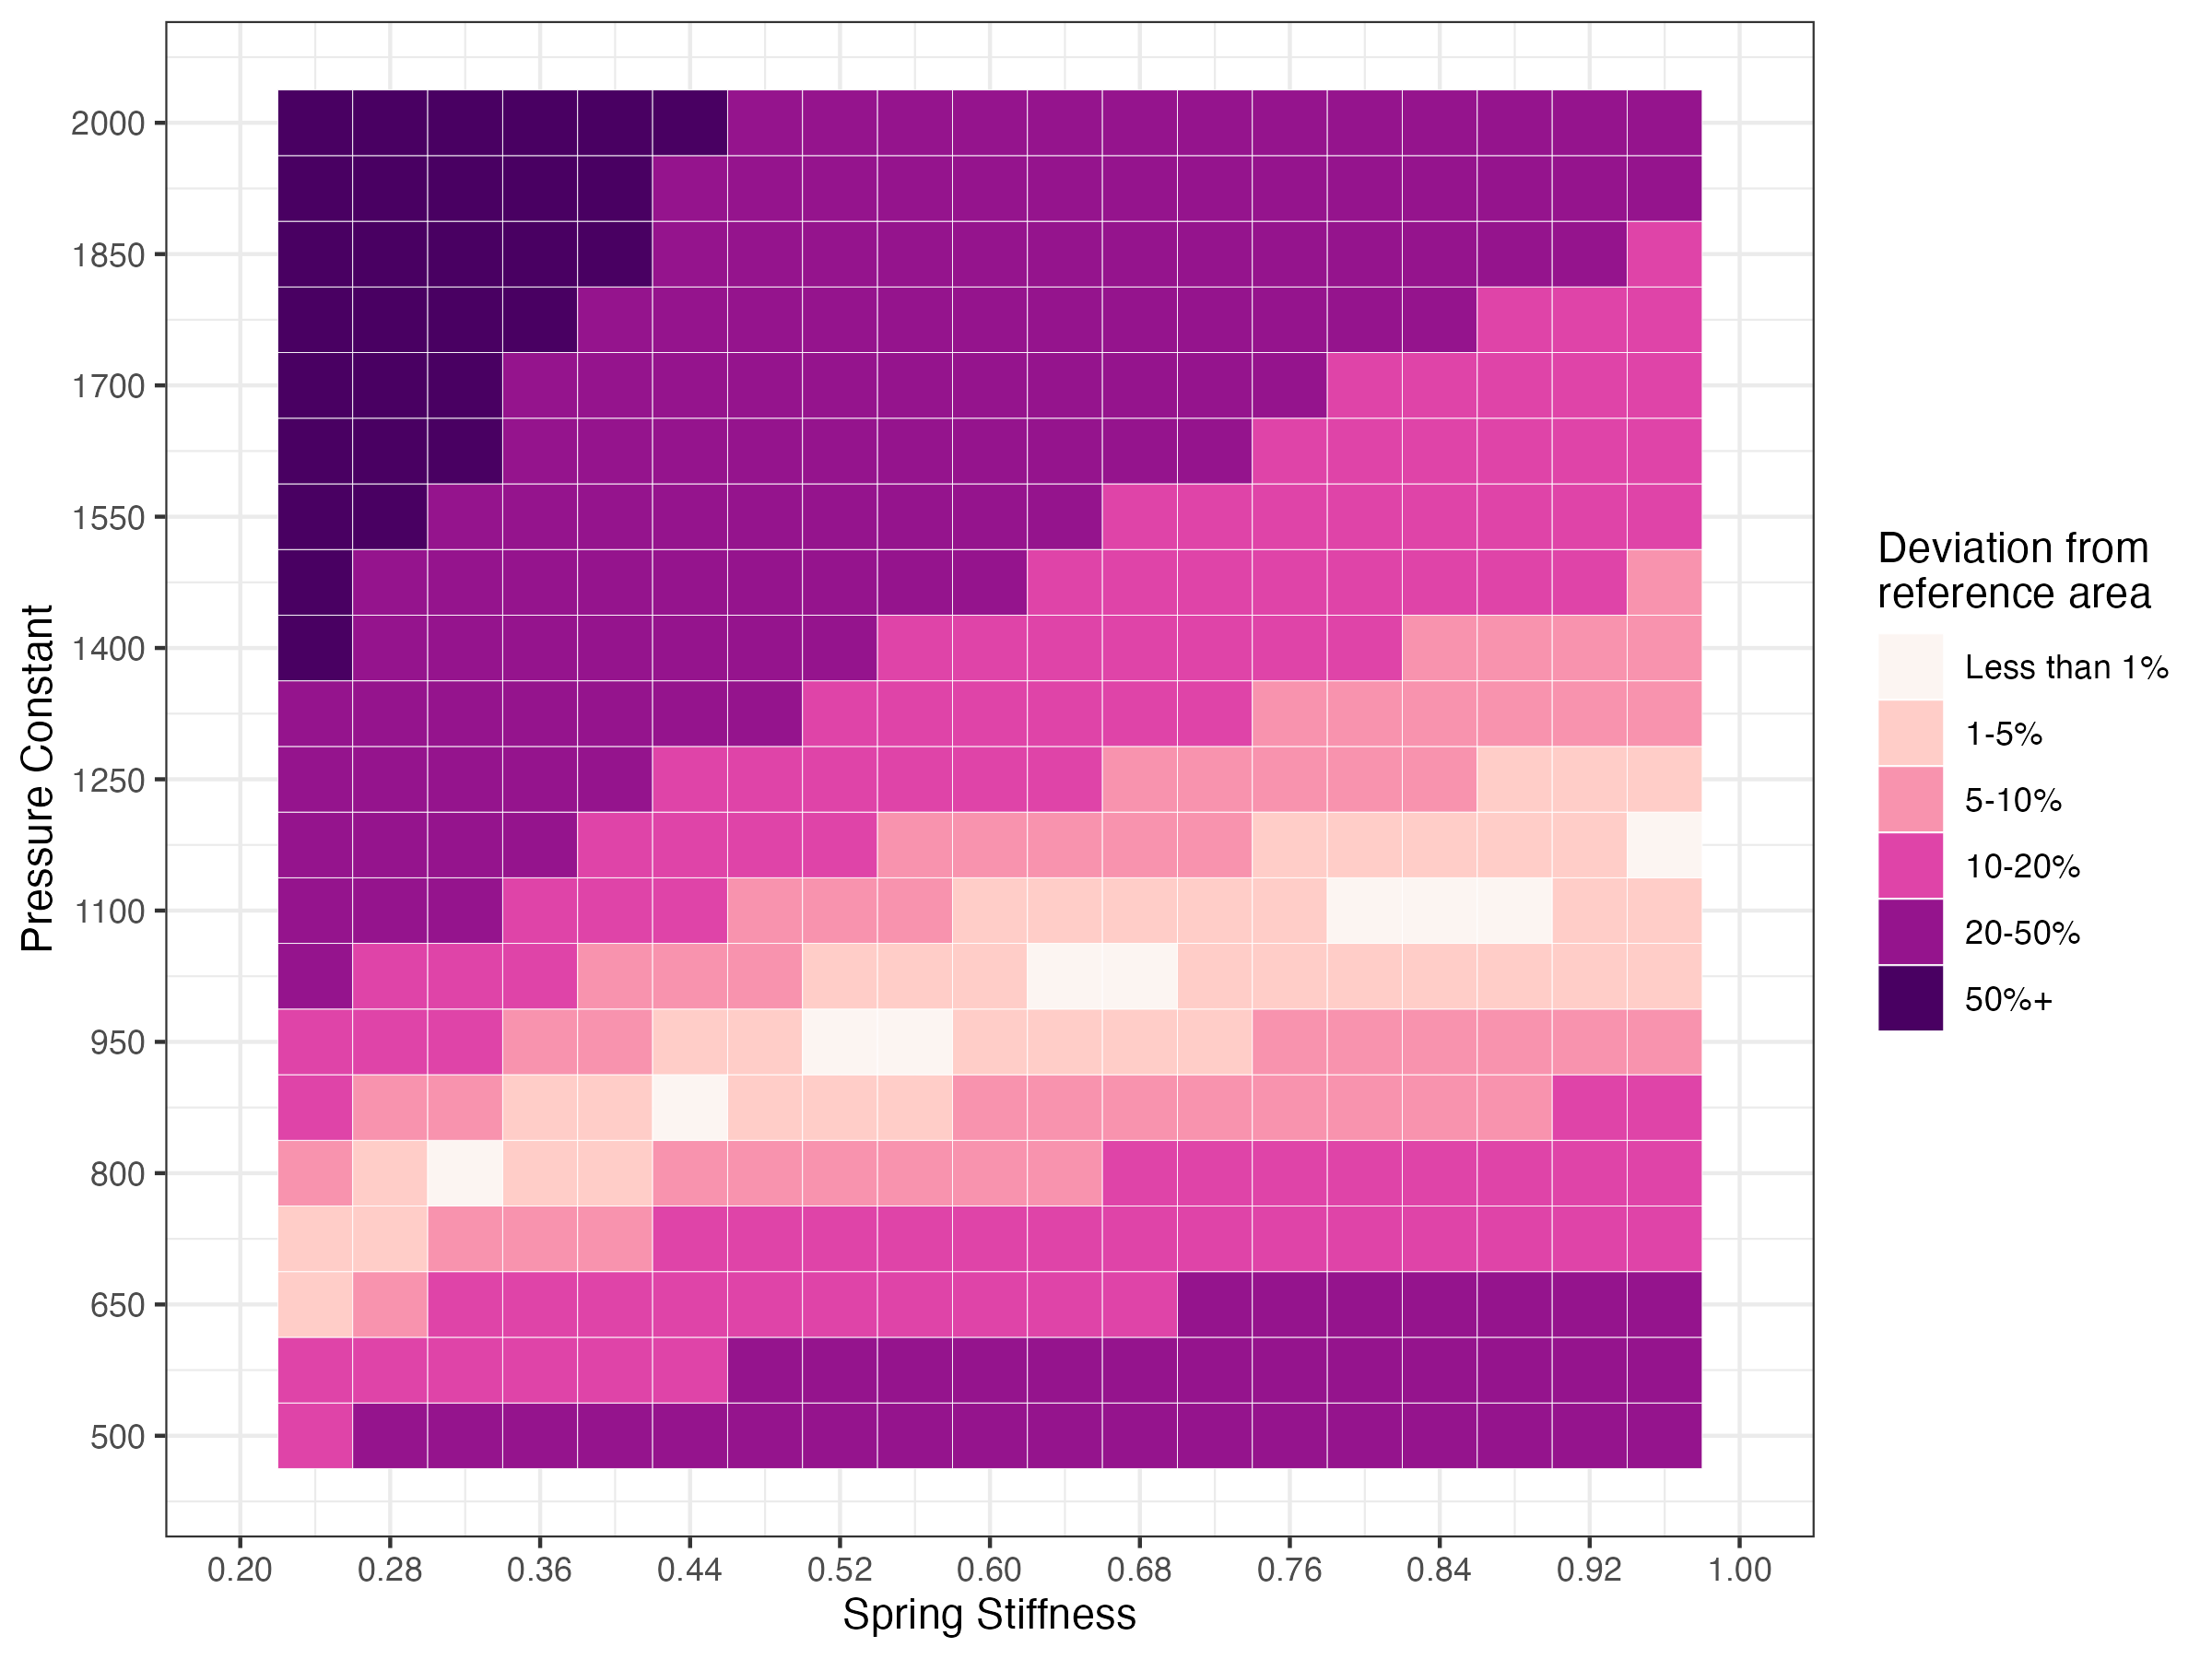 2000
1850
1700
1550
1400
1250
1100
950
800
650
500
Pressure Constant
0.20 0.28 0.36 0.44 0.52 0.60 0.68 0.76 0.84 0.92 1.00
Spring Stiffness
Deviation from
reference area
Less than 1%
1-5%
5-10%
10-20%
20-50%
50%+